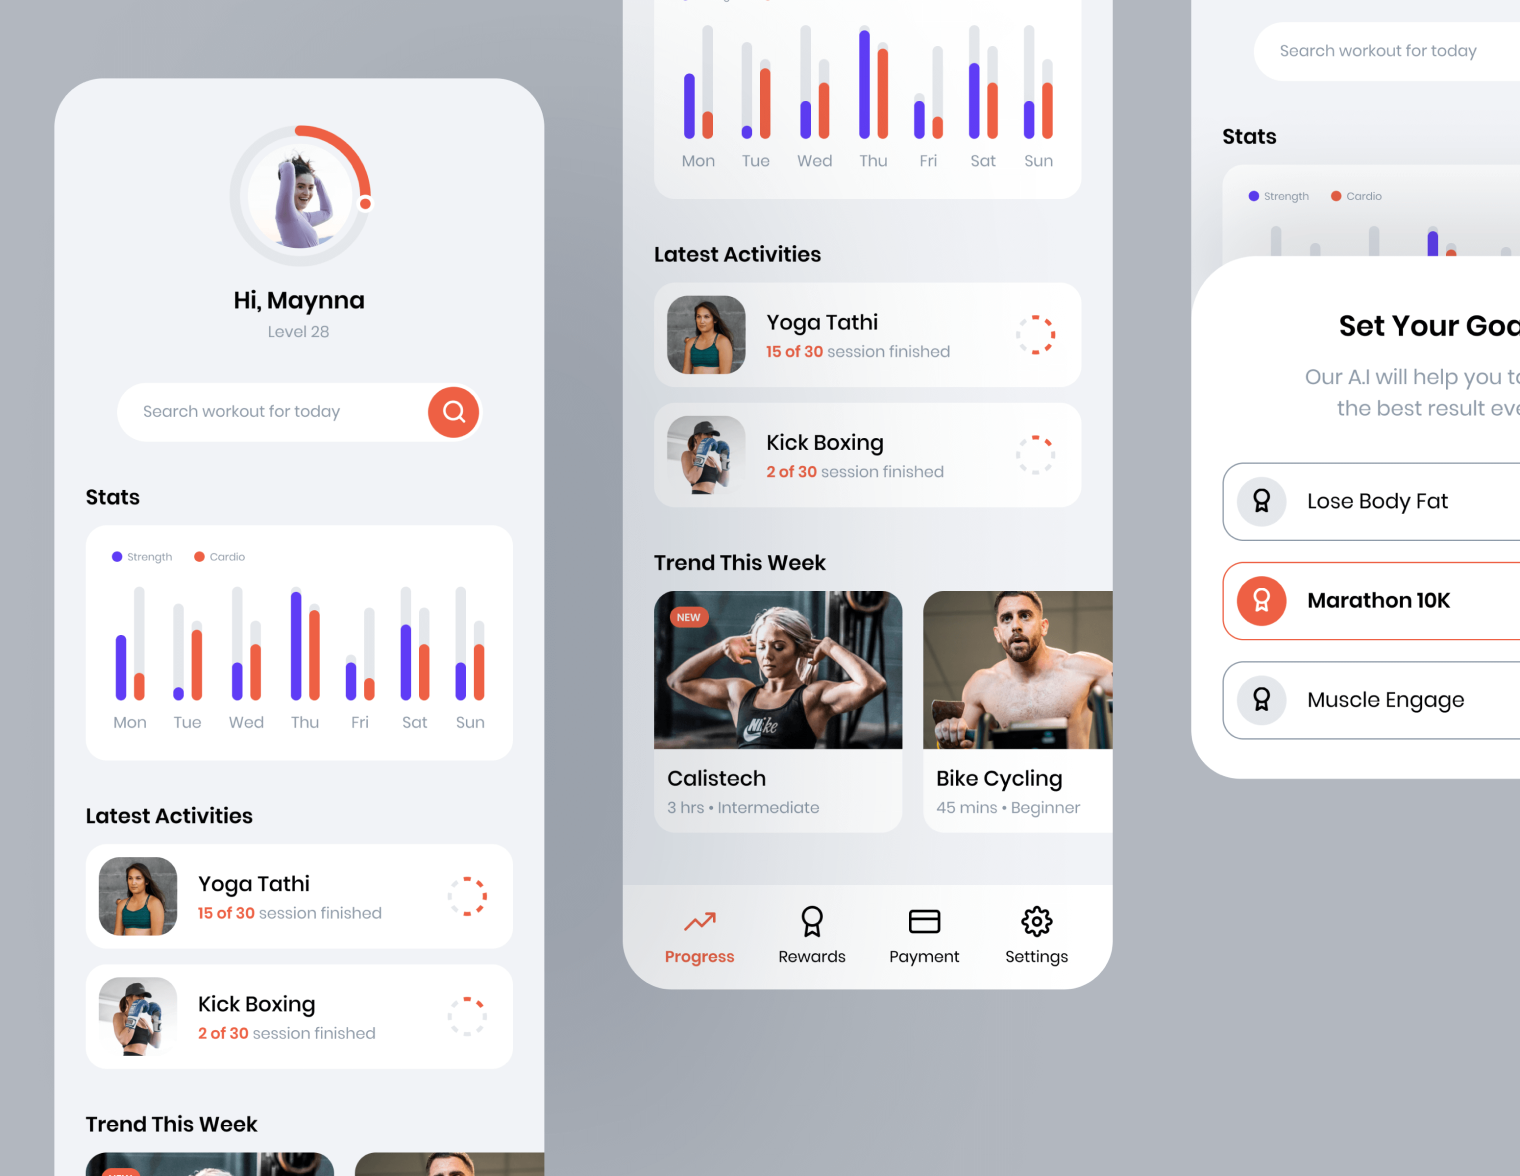 Hi, Maynna
Level 28
Search workout for today
Stats
Strength Cardio
Mon Tue Wed Thu Fri Sat Sun
Latest Activities
Yoga Tathi
15 of 30 session finished
Kick Boxing
2 of 30 session finished
Trend This Week
Mon Tue Wed Thu Fri Sat Sun
Latest Activities
Yoga Tathi
15 of 30 session finished
Kick Boxing
2 of 30 session finished
Trend This Week
NEW
NIKE
Calistech
3 hrs • Intermediate
Bike Cycling
45 mins • Beginner
Progress Rewards Payment Settings
Search workout for today
Stats
Strength Cardio
Set Your Goa
Our A.I will help you to
the best result eve
Lose Body Fat
Marathon 10K
Muscle Engage